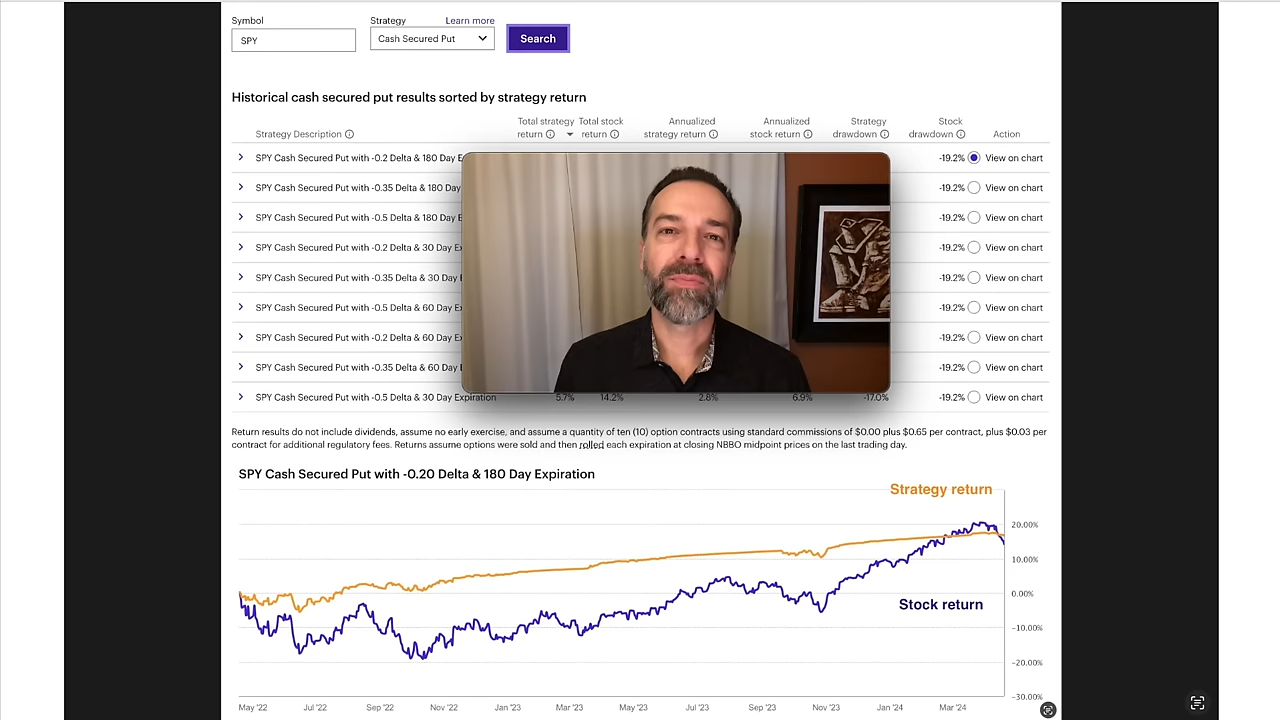 Symbol Strategy Learn more
SPY Cash Secured Put Search
Historical cash secured put results sorted by strategy return
Total strategy Total stock Annualized Annualized Strategy Stock
Strategy Description return return strategy return stock return drawdown drawdown Action
SPY Cash Secured Put with -0.2 Delta & 180 Day E -19.2% View on chart
SPY Cash Secured Put with -0.35 Delta & 180 Day -19.2% View on chart
SPY Cash Secured Put with -0.5 Delta & 180 Day E -19.2% View on chart
SPY Cash Secured Put with -0.2 Delta & 30 Day Ex -19.2% View on chart
SPY Cash Secured Put with -0.35 Delta & 30 Day E -19.2% View on chart
SPY Cash Secured Put with -0.5 Delta & 60 Day Ex -19.2% View on chart
SPY Cash Secured Put with -0.2 Delta & 60 Day Ex -19.2% View on chart
SPY Cash Secured Put with -0.35 Delta & 60 Day E -19.2% View on chart
SPY Cash Secured Put with -0.5 Delta & 30 Day Expiration 5.7% 14.2% 2.8% 6.9% -17.0% -19.2% View on chart
Return results do not include dividends, assume no early exercise, and assume a quantity of ten (10) option contracts using standard commissions of $0.00 plus $0.65 per contract, plus $0.03 per
contract for additional regulatory fees. Returns assume options were sold and then rolled each expiration at closing NBBO midpoint prices on the last trading day.
SPY Cash Secured Put with -0.20 Delta & 180 Day Expiration
Strategy return
20.00%
10.00%
0.00%
Stock return
-10.00%
-20.00%
-30.00%
May '22 Jul '22 Sep '22 Nov '22 Jan '23 Mar '23 May '23 Jul '23 Sep '23 Nov '23 Jan '24 Mar '24